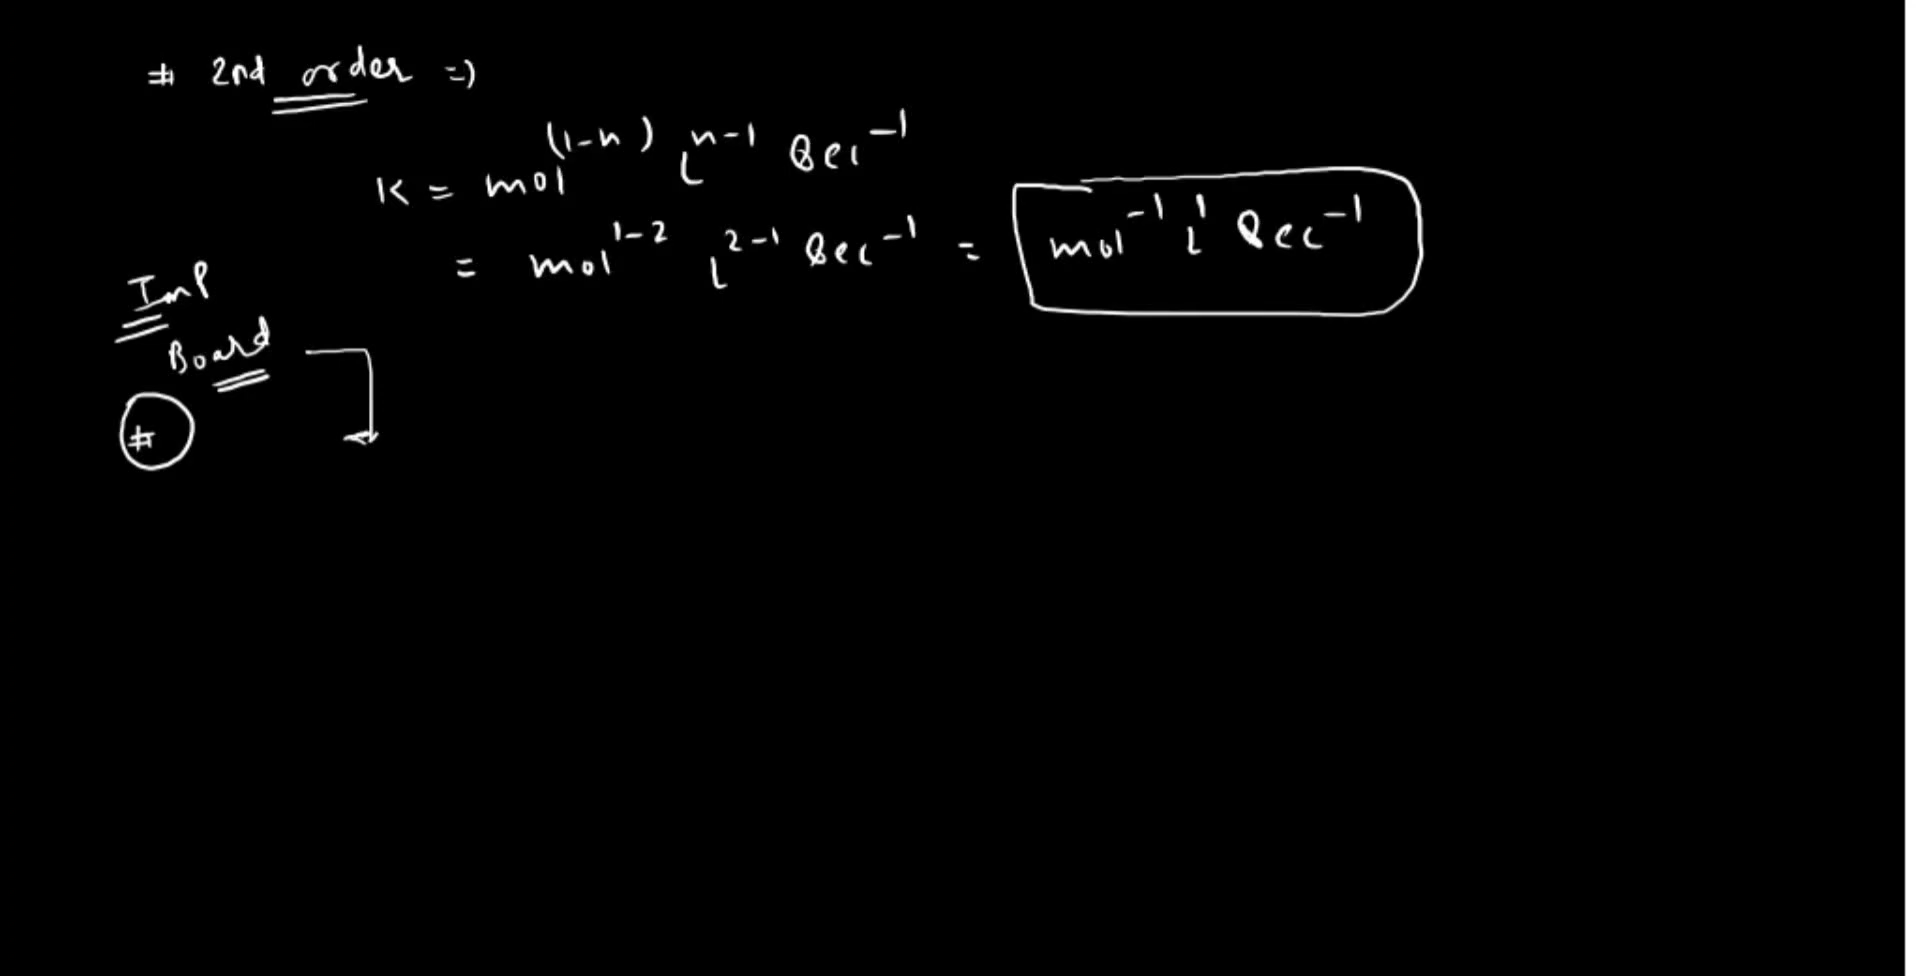 # 2nd order =)
K = mol^(1-n) L^n-1 Sec^-1
= mol^1-2 L^2-1 Sec^-1 = mol^-1 L^1 Sec^-1
Imp
Board
#